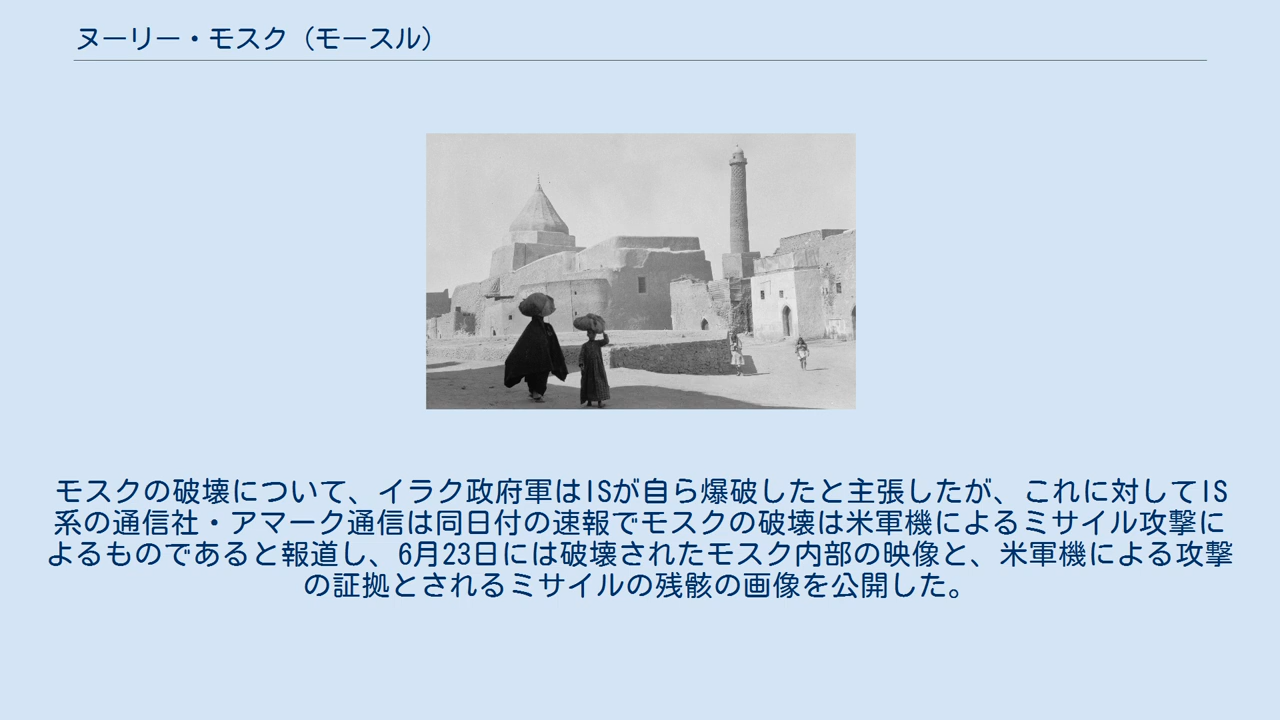 ヌーリー・モスク（モースル）
モスクの破壊について、イラク政府軍はISが自ら爆破したと主張したが、これに対してIS
系の通信社・アマーク通信は同日付の速報でモスクの破壊は米軍機によるミサイル攻撃に
よるものであると報道し、6月23日には破壊されたモスク内部の映像と、米軍機による攻撃
の証拠とされるミサイルの残骸の画像を公開した。